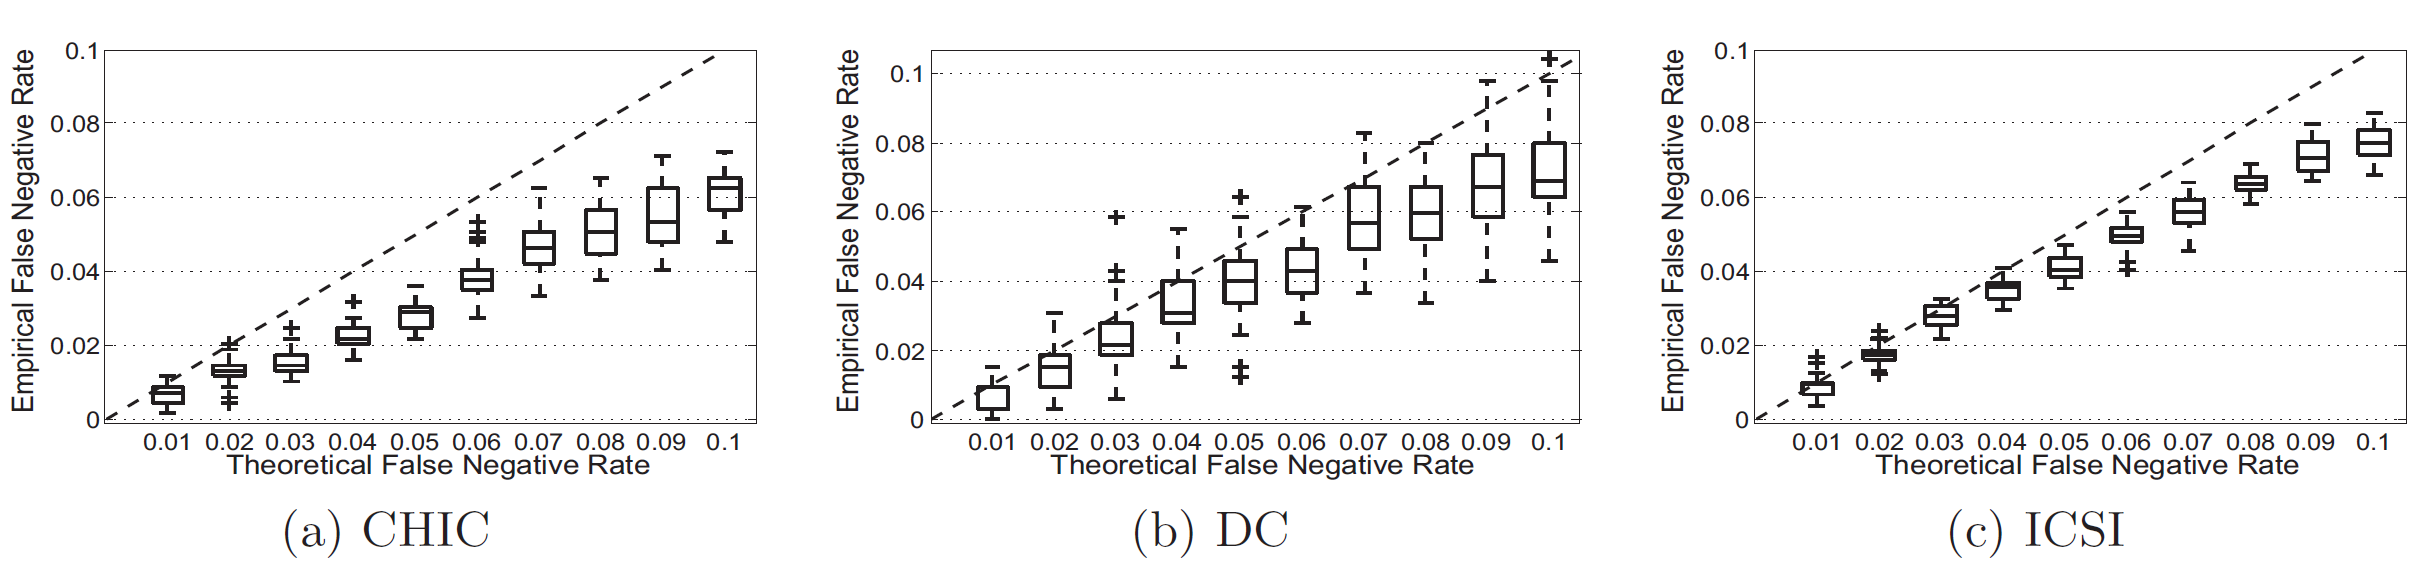 Empirical False Negative Rate
0.1
0.08
0.06
0.04
0.02
0
0.01 0.02 0.03 0.04 0.05 0.06 0.07 0.08 0.09 0.1
Theoretical False Negative Rate
(a) CHIC
Empirical False Negative Rate
0.1
0.08
0.06
0.04
0.02
0
0.01 0.02 0.03 0.04 0.05 0.06 0.07 0.08 0.09 0.1
Theoretical False Negative Rate
(b) DC
Empirical False Negative Rate
0.1
0.08
0.06
0.04
0.02
0
0.01 0.02 0.03 0.04 0.05 0.06 0.07 0.08 0.09 0.1
Theoretical False Negative Rate
(c) ICSI